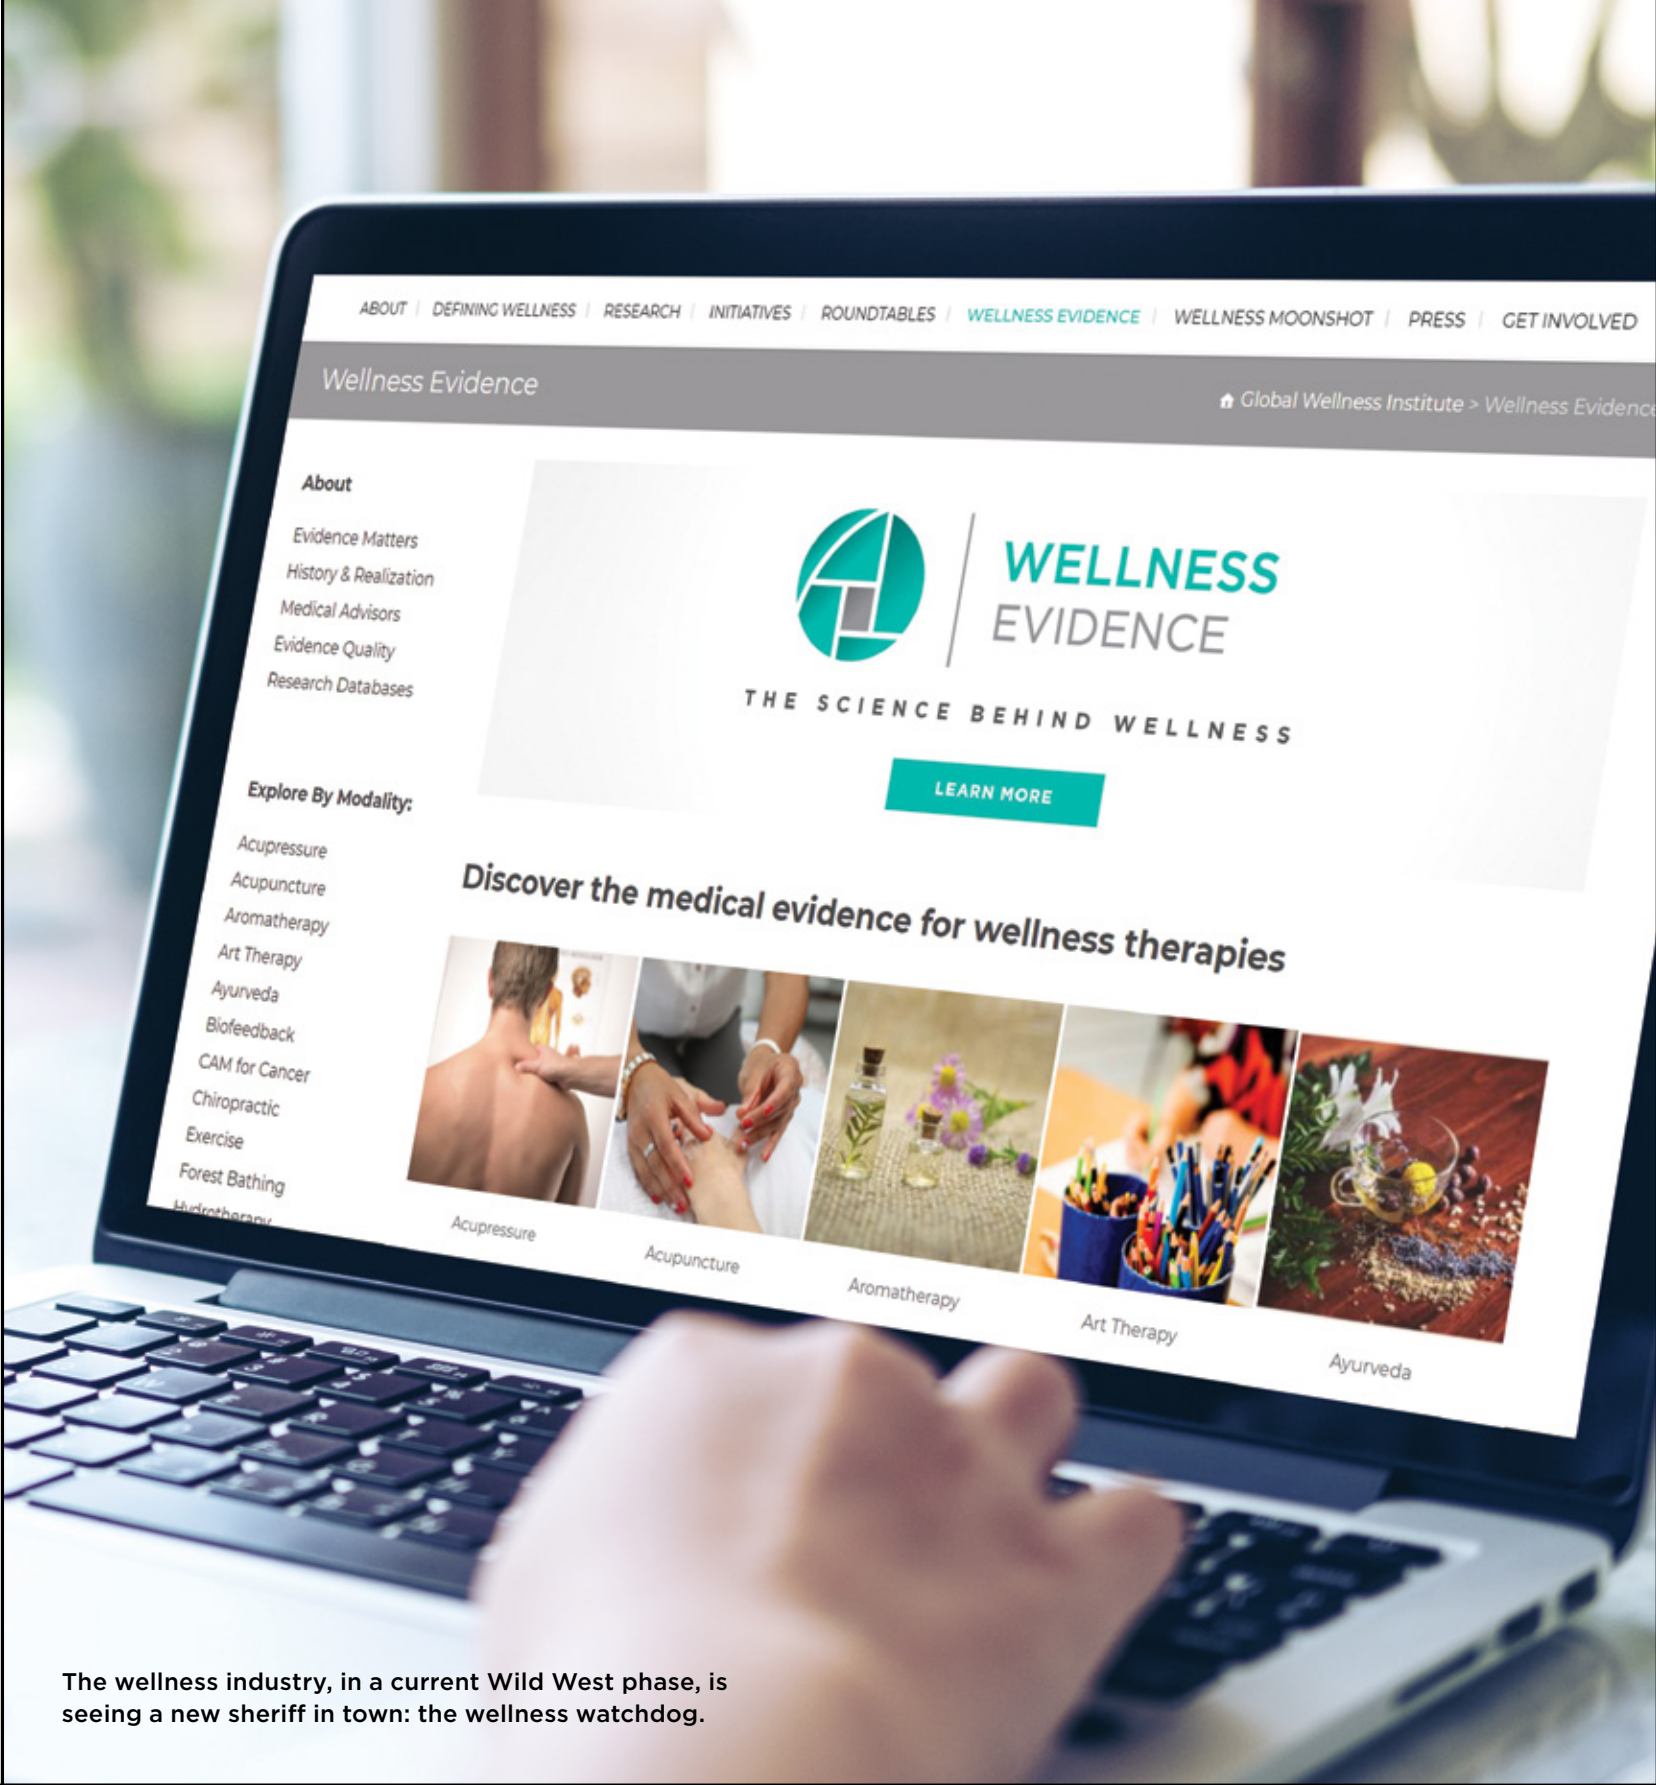 ABOUT | DEFINING WELLNESS | RESEARCH | INITIATIVES | ROUNDTABLES | WELLNESS EVIDENCE | WELLNESS MOONSHOT | PRESS | GET INVOLVED
Wellness Evidence
Global Wellness Institute > Wellness Evidence
About
Evidence Matters
History & Realization
Medical Advisors
Evidence Quality
Research Databases
Explore By Modality:
Acupressure
Acupuncture
Aromatherapy
Art Therapy
Ayurveda
Biofeedback
CAM for Cancer
Chiropractic
Exercise
Forest Bathing
Hydrotherapy
WELLNESS
EVIDENCE
THE SCIENCE BEHIND WELLNESS
LEARN MORE
Discover the medical evidence for wellness therapies
Acupressure
Acupuncture
Aromatherapy
Art Therapy
Ayurveda
The wellness industry, in a current Wild West phase, is
seeing a new sheriff in town: the wellness watchdog.